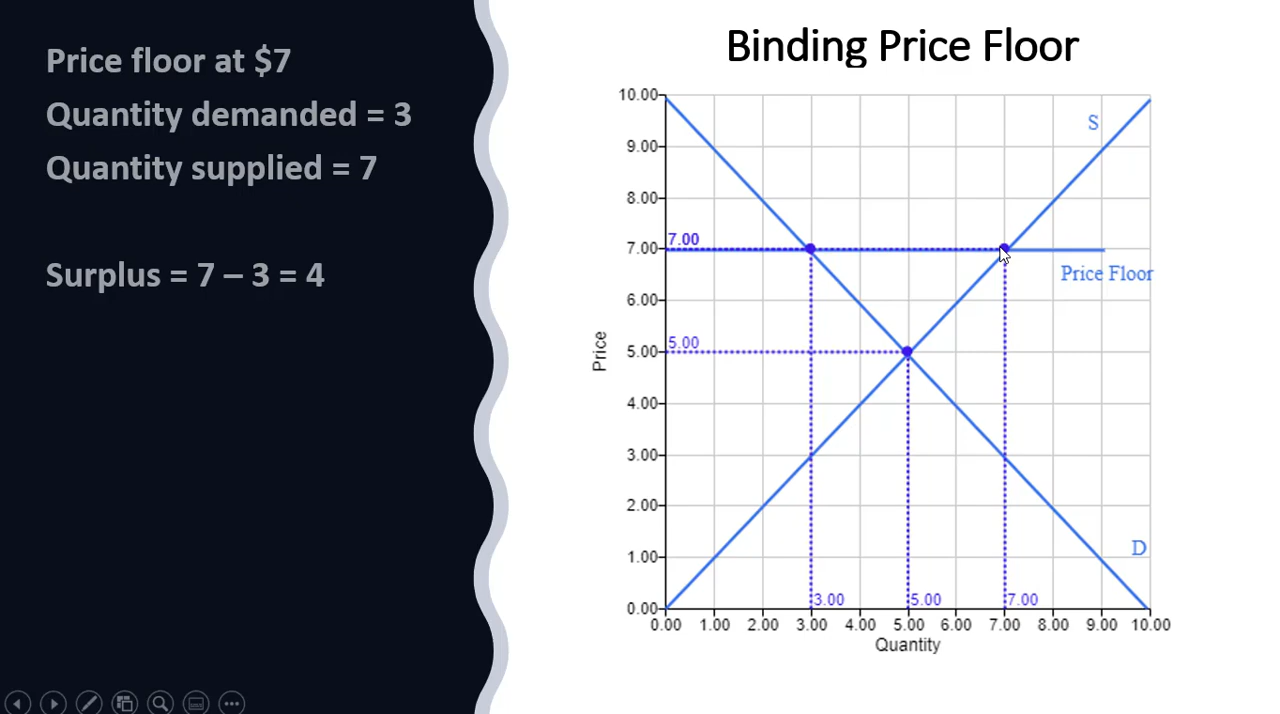 Price floor at $7
Quantity demanded = 3
Quantity supplied = 7
Surplus = 7 – 3 = 4
Binding Price Floor
10.00
9.00
8.00
7.00
6.00
5.00
4.00
3.00
2.00
1.00
0.00
7.00
5.00
S
Price Floor
D
3.00
5.00
7.00
0.00 1.00 2.00 3.00 4.00 5.00 6.00 7.00 8.00 9.00 10.00
Price
Quantity